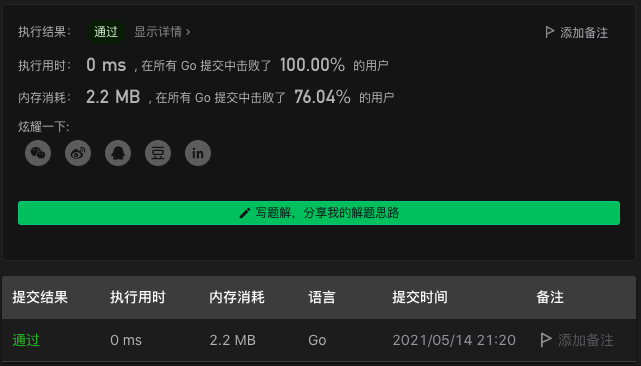 执行结果： 通过 显示详情 › 添加备注
执行用时： 0 ms , 在所有 Go 提交中击败了 100.00% 的用户
内存消耗： 2.2 MB , 在所有 Go 提交中击败了 76.04% 的用户
炫耀一下:
豆 in
写题解，分享我的解题思路
提交结果 执行用时 内存消耗 语言 提交时间 备注
通过 0 ms 2.2 MB Go 2021/05/14 21:20 添加备注